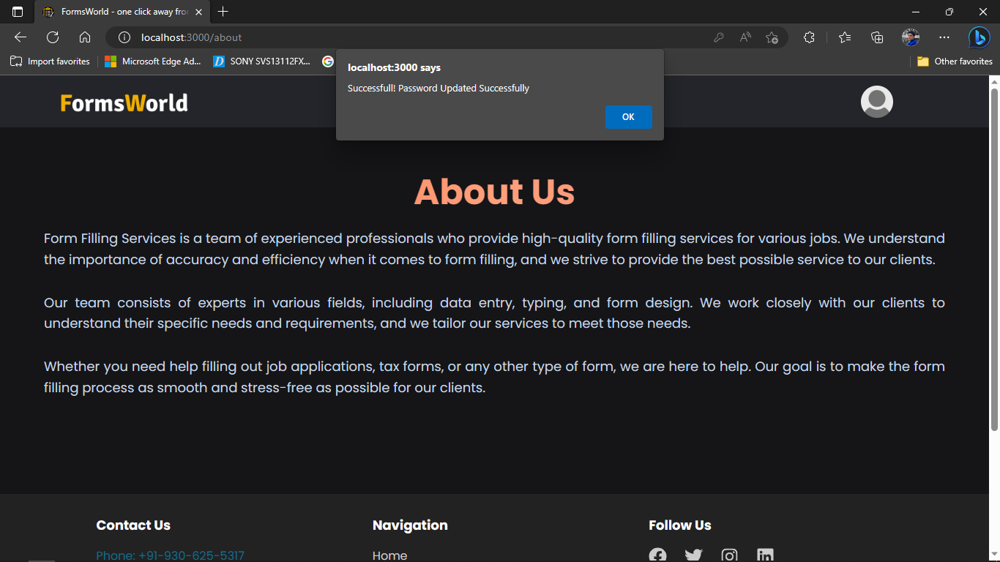 FormsWorld - one click away fror
localhost:3000/about
Import favorites
Microsoft Edge Ad...
SONY SVS13112FX...
Other favorites
localhost:3000 says
Successfull! Password Updated Successfully
OK
FormsWorld
About Us
Form Filling Services is a team of experienced professionals who provide high-quality form filling services for various jobs. We understand
the importance of accuracy and efficiency when it comes to form filling, and we strive to provide the best possible service to our clients.
Our team consists of experts in various fields, including data entry, typing, and form design. We work closely with our clients to
understand their specific needs and requirements, and we tailor our services to meet those needs.
Whether you need help filling out job applications, tax forms, or any other type of form, we are here to help. Our goal is to make the form
filling process as smooth and stress-free as possible for our clients.
Contact Us
Navigation
Follow Us
Phone: +91-930-625-5317
Home